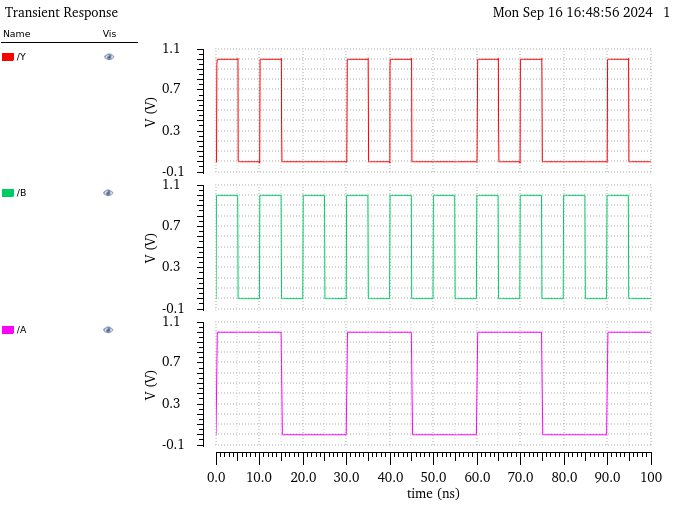 Transient Response
Mon Sep 16 16:48:56 2024 1
Name Vis
/Y
1.1
0.7
0.3
-0.1
V (V)
/B
1.1
0.7
0.3
-0.1
V (V)
/A
1.1
0.7
0.3
-0.1
V (V)
0.0 10.0 20.0 30.0 40.0 50.0 60.0 70.0 80.0 90.0 100
time (ns)